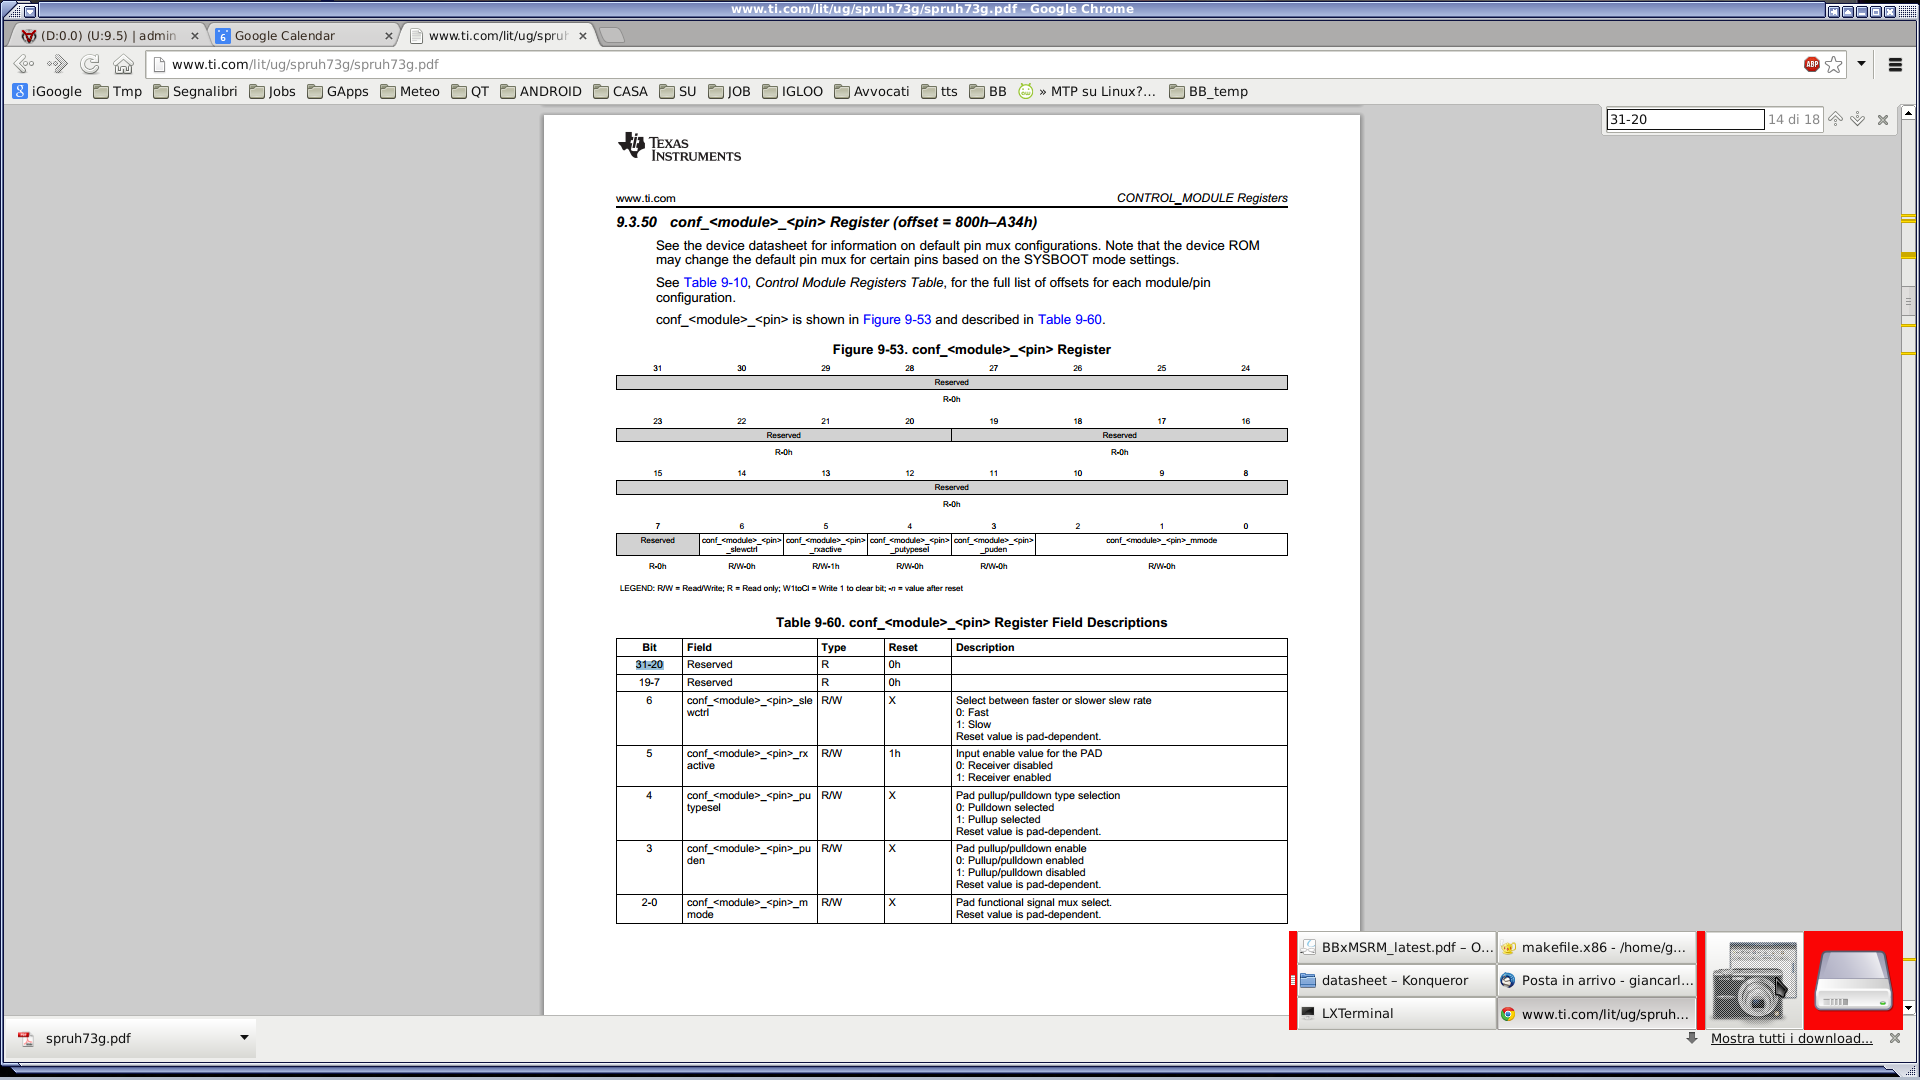 www.ti.com/lit/ug/spruh73g/spruh73g.pdf - Google Chrome
(D:0.0) (U:9.5) | admin
Google Calendar
www.ti.com/lit/ug/spruh
www.ti.com/lit/ug/spruh73g/spruh73g.pdf
ABP
iGoogle Tmp Segnalibri Jobs GApps Meteo QT ANDROID CASA SU JOB IGLOO Avvocati tts BB » MTP su Linux?... BB_temp
31-20 14 di 18
TEXAS
INSTRUMENTS
www.ti.com CONTROL_MODULE Registers
9.3.50 conf_<module>_<pin> Register (offset = 800h–A34h)
See the device datasheet for information on default pin mux configurations. Note that the device ROM
may change the default pin mux for certain pins based on the SYSBOOT mode settings.
See Table 9-10, Control Module Registers Table, for the full list of offsets for each module/pin
configuration.
conf_<module>_<pin> is shown in Figure 9-53 and described in Table 9-60.
Figure 9-53. conf_<module>_<pin> Register
31 30 29 28 27 26 25 24
Reserved
R-0h
23 22 21 20 19 18 17 16
Reserved Reserved
R-0h R-0h
15 14 13 12 11 10 9 8
Reserved
R-0h
7 6 5 4 3 2 1 0
Reserved conf_<module>_<pin> conf_<module>_<pin> conf_<module>_<pin> conf_<module>_<pin> conf_<module>_<pin>_mmode
_slewctrl _rxactive _putypesel _puden
R-0h R/W-0h R/W-1h R/W-0h R/W-0h R/W-0h
LEGEND: R/W = Read/Write; R = Read only; W1toCl = Write 1 to clear bit; -n = value after reset
Table 9-60. conf_<module>_<pin> Register Field Descriptions
Bit Field Type Reset Description
31-20 Reserved R 0h
19-7 Reserved R 0h
6 conf_<module>_<pin>_sle R/W X Select between faster or slower slew rate
wctrl 0: Fast
1: Slow
Reset value is pad-dependent.
5 conf_<module>_<pin>_rx R/W 1h Input enable value for the PAD
active 0: Receiver disabled
1: Receiver enabled
4 conf_<module>_<pin>_pu R/W X Pad pullup/pulldown type selection
typesel 0: Pulldown selected
1: Pullup selected
Reset value is pad-dependent.
3 conf_<module>_<pin>_pu R/W X Pad pullup/pulldown enable
den 0: Pullup/pulldown enabled
1: Pullup/pulldown disabled
Reset value is pad-dependent.
2-0 conf_<module>_<pin>_m R/W X Pad functional signal mux select.
mode Reset value is pad-dependent.
BBxMSRM_latest.pdf – O... makefile.x86 - /home/g...
datasheet – Konqueror Posta in arrivo - giancarl...
LXTerminal www.ti.com/lit/ug/spruh...
spruh73g.pdf Mostra tutti i download...